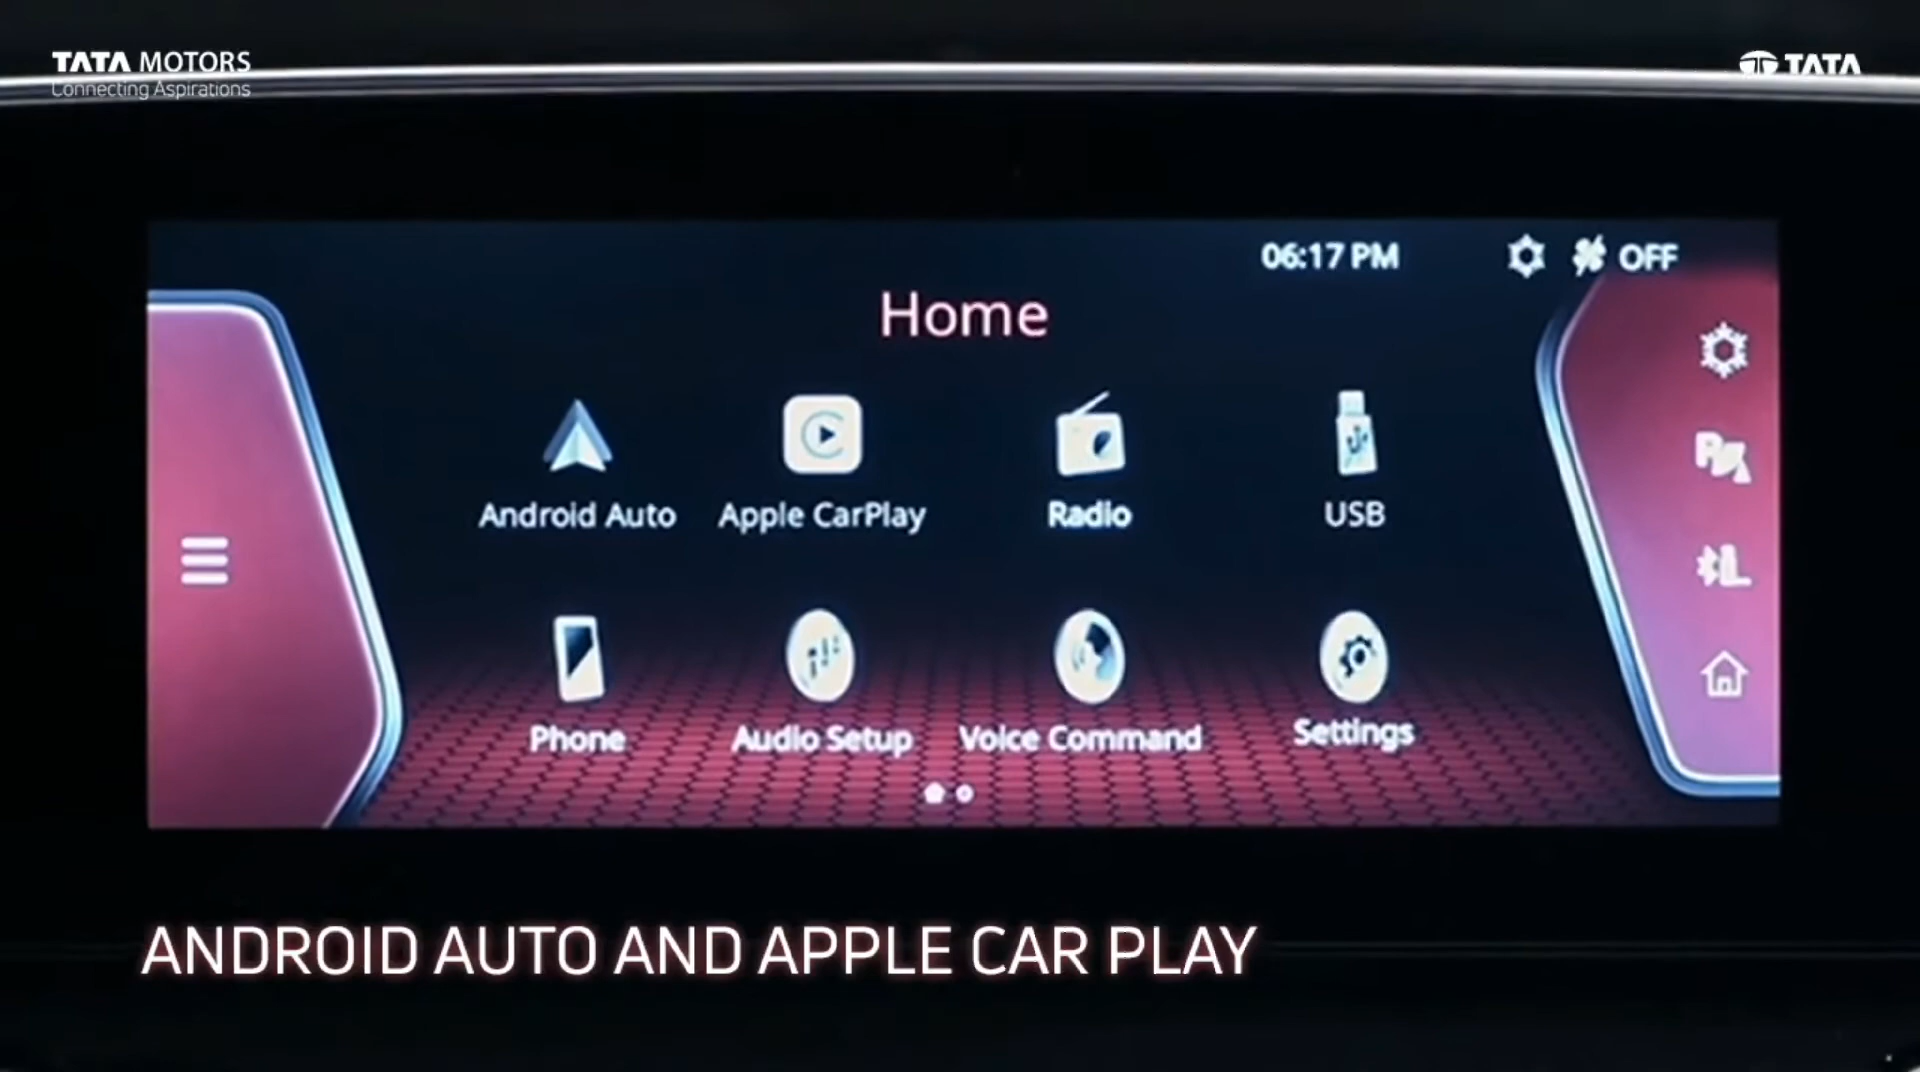 TATA MOTORS
Connecting Aspirations
TATA
06:17 PM
OFF
Home
Android Auto
Apple CarPlay
Radio
USB
Phone
Audio Setup
Voice Command
Settings
ANDROID AUTO AND APPLE CAR PLAY